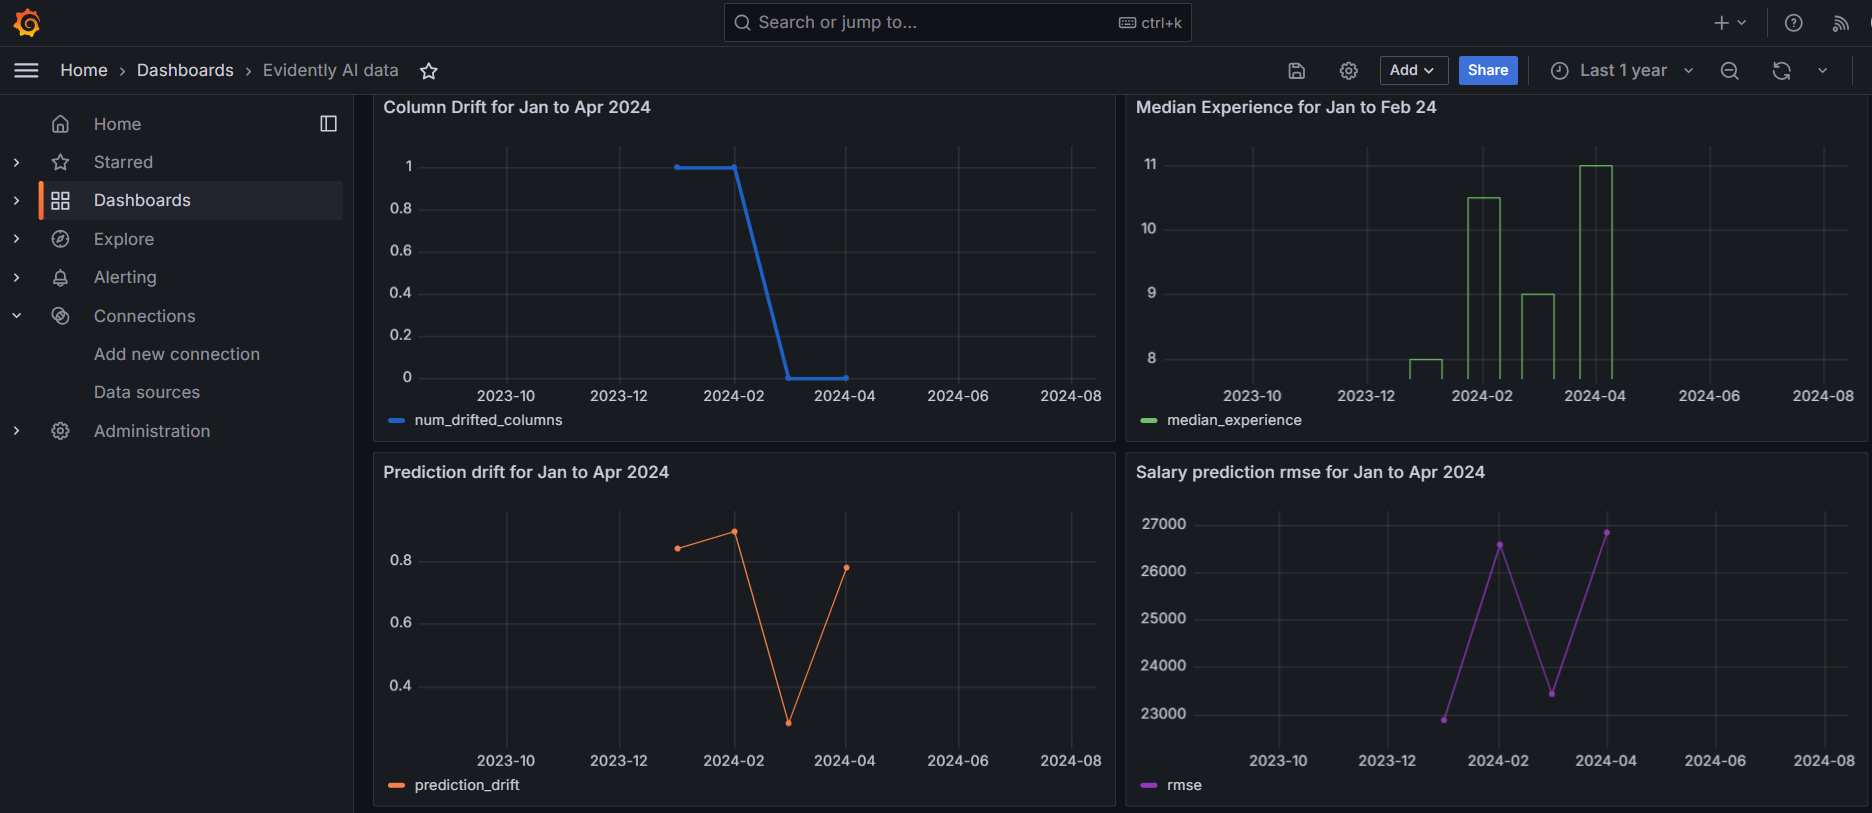 Search or jump to...
ctrl+k
Home
Dashboards
Evidently AI data
Add
Share
Last 1 year
Home
Starred
Dashboards
Explore
Alerting
Connections
Add new connection
Data sources
Administration
Column Drift for Jan to Apr 2024
1
0.8
0.6
0.4
0.2
0
2023-10
2023-12
2024-02
2024-04
2024-06
2024-08
num_drifted_columns
Median Experience for Jan to Feb 24
11
10
9
8
2023-10
2023-12
2024-02
2024-04
2024-06
2024-08
median_experience
Prediction drift for Jan to Apr 2024
0.8
0.6
0.4
2023-10
2023-12
2024-02
2024-04
2024-06
2024-08
prediction_drift
Salary prediction rmse for Jan to Apr 2024
27000
26000
25000
24000
23000
2023-10
2023-12
2024-02
2024-04
2024-06
2024-08
rmse